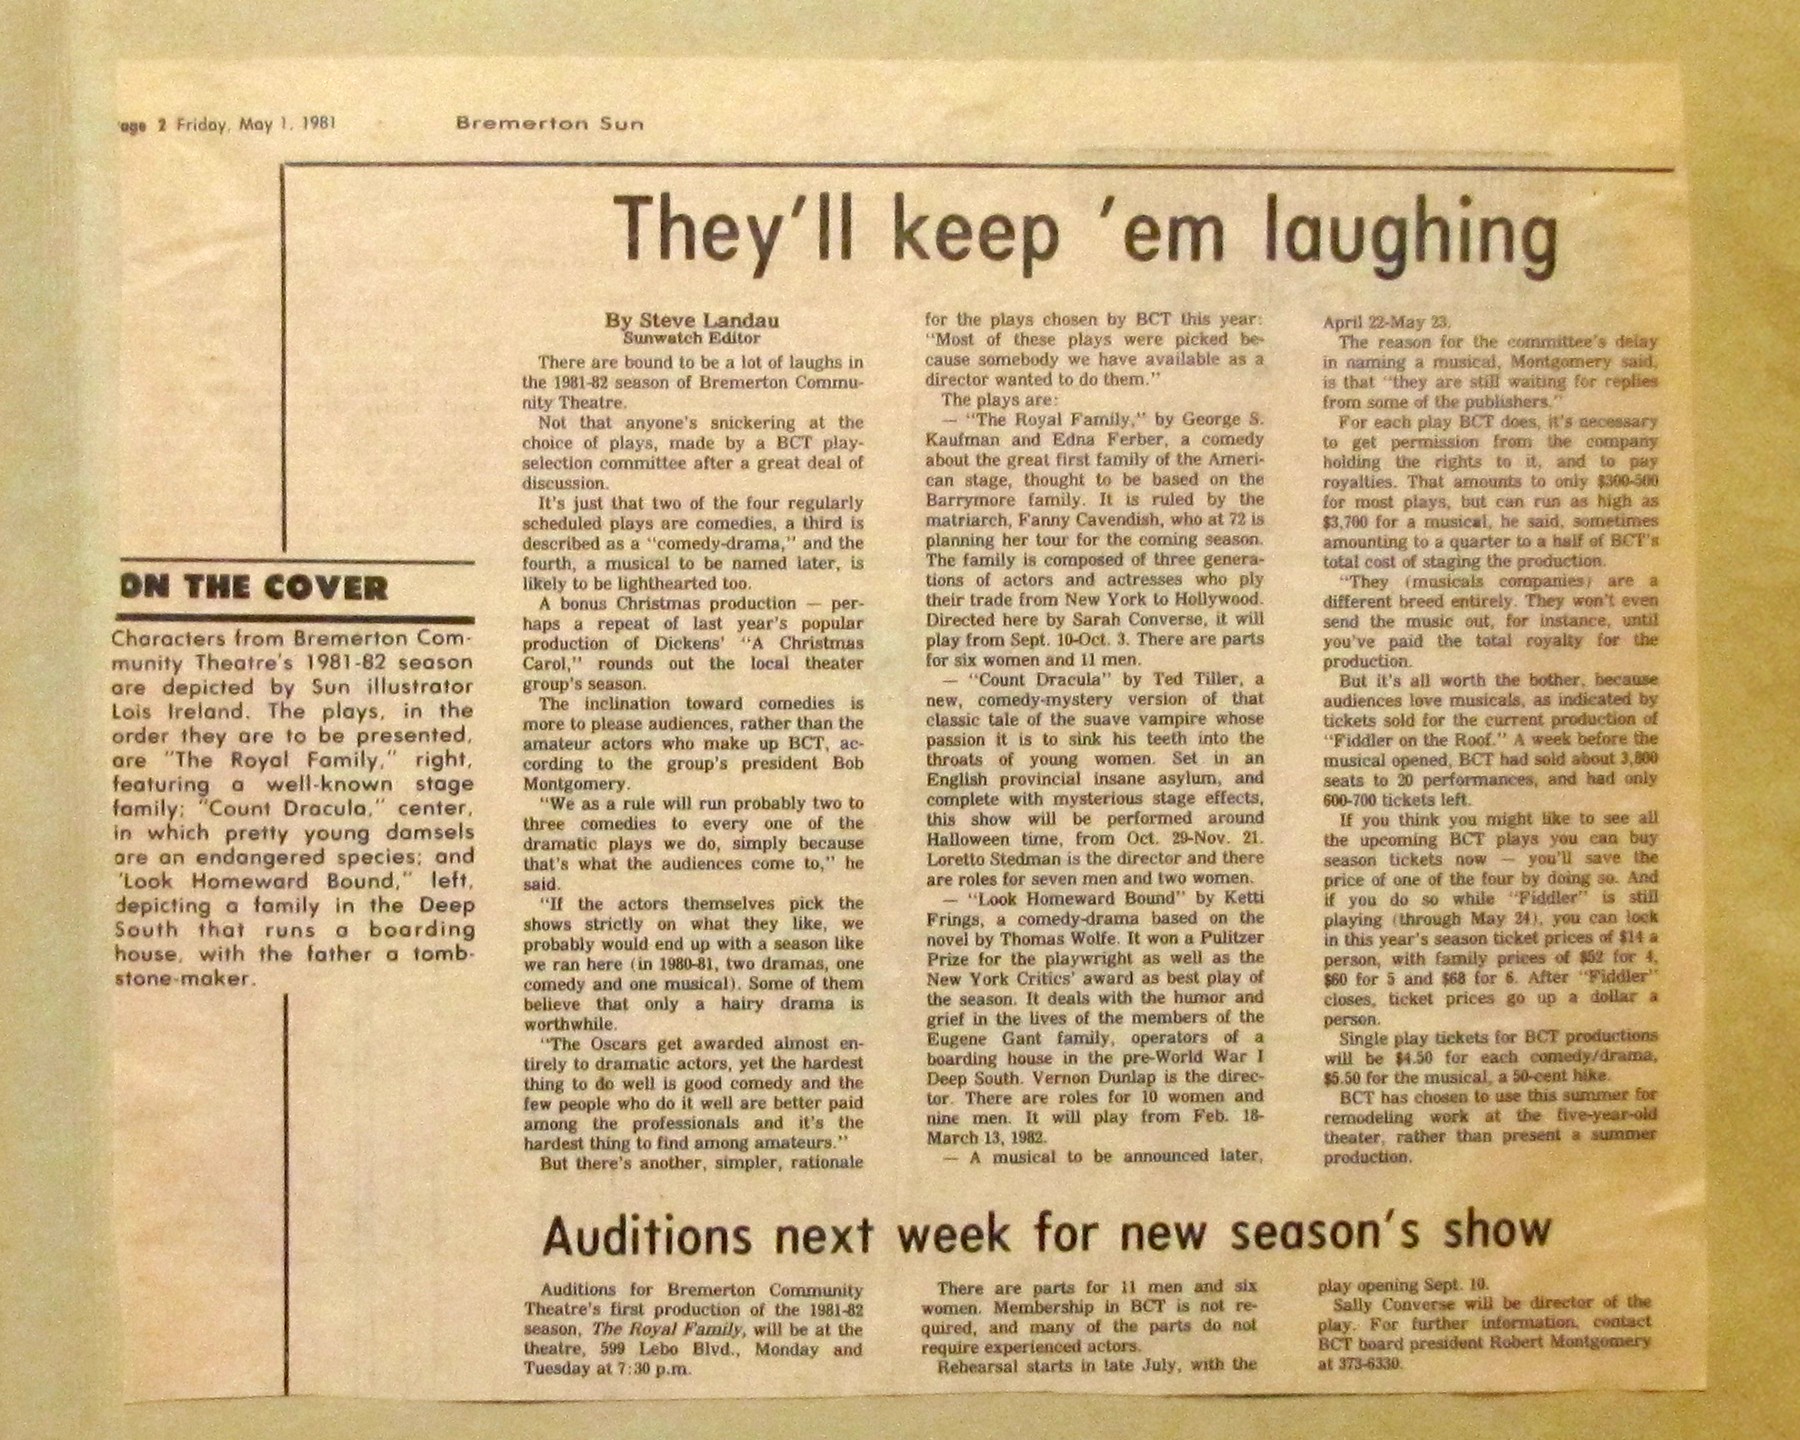 age 2 Friday, May 1, 1981
Bremerton Sun
They'll keep 'em laughing
ON THE COVER
Characters from Bremerton Com-
munity Theatre's 1981-82 season
are depicted by Sun illustrator
Lois Ireland. The plays, in the
order they are to be presented,
are "The Royal Family," right,
featuring a well-known stage
family; "Count Dracula," center,
in which pretty young damsels
are an endangered species; and
'Look Homeward Bound," left,
depicting a family in the Deep
South that runs a boarding
house, with the father a tomb-
stone-maker.
By Steve Landau
Sunwatch Editor
There are bound to be a lot of laughs in
the 1981-82 season of Bremerton Commu-
nity Theatre.
Not that anyone's snickering at the
choice of plays, made by a BCT play-
selection committee after a great deal of
discussion.
It's just that two of the four regularly
scheduled plays are comedies, a third is
described as a "comedy-drama," and the
fourth, a musical to be named later, is
likely to be lighthearted too.
A bonus Christmas production — per-
haps a repeat of last year's popular
production of Dickens' "A Christmas
Carol," rounds out the local theater
group's season.
The inclination toward comedies is
more to please audiences, rather than the
amateur actors who make up BCT, ac-
cording to the group's president Bob
Montgomery.
"We as a rule will run probably two to
three comedies to every one of the
dramatic plays we do, simply because
that's what the audiences come to," he
said.
"If the actors themselves pick the
shows strictly on what they like, we
probably would end up with a season like
we ran here (in 1980-81, two dramas, one
comedy and one musical). Some of them
believe that only a hairy drama is
worthwhile.
"The Oscars get awarded almost en-
tirely to dramatic actors, yet the hardest
thing to do well is good comedy and the
few people who do it well are better paid
among the professionals and it's the
hardest thing to find among amateurs."
But there's another, simpler, rationale
for the plays chosen by BCT this year:
"Most of these plays were picked be-
cause somebody we have available as a
director wanted to do them."
The plays are:
— "The Royal Family," by George S.
Kaufman and Edna Ferber, a comedy
about the great first family of the Ameri-
can stage, thought to be based on the
Barrymore family. It is ruled by the
matriarch, Fanny Cavendish, who at 72 is
planning her tour for the coming season.
The family is composed of three genera-
tions of actors and actresses who ply
their trade from New York to Hollywood.
Directed here by Sarah Converse, it will
play from Sept. 10-Oct. 3. There are parts
for six women and 11 men.
— "Count Dracula" by Ted Tiller, a
new, comedy-mystery version of that
classic tale of the suave vampire whose
passion it is to sink his teeth into the
throats of young women. Set in an
English provincial insane asylum, and
complete with mysterious stage effects,
this show will be performed around
Halloween time, from Oct. 29-Nov. 21.
Loretto Stedman is the director and there
are roles for seven men and two women.
— "Look Homeward Bound" by Ketti
Frings, a comedy-drama based on the
novel by Thomas Wolfe. It won a Pulitzer
Prize for the playwright as well as the
New York Critics' award as best play of
the season. It deals with the humor and
grief in the lives of the members of the
Eugene Gant family, operators of a
boarding house in the pre-World War I
Deep South. Vernon Dunlap is the direc-
tor. There are roles for 10 women and
nine men. It will play from Feb. 18-
March 13, 1982.
— A musical to be announced later,
April 22-May 23.
The reason for the committee's delay
in naming a musical, Montgomery said,
is that "they are still waiting for replies
from some of the publishers."
For each play BCT does, it's necessary
to get permission from the company
holding the rights to it, and to pay
royalties. That amounts to only $300-500
for most plays, but can run as high as
$3,700 for a musical, he said, sometimes
amounting to a quarter to a half of BCT's
total cost of staging the production.
"They (musicals companies) are a
different breed entirely. They won't even
send the music out, for instance, until
you've paid the total royalty for the
production.
But it's all worth the bother, because
audiences love musicals, as indicated by
tickets sold for the current production of
"Fiddler on the Roof." A week before the
musical opened, BCT had sold about 3,800
seats to 20 performances, and had only
600-700 tickets left.
If you think you might like to see all
the upcoming BCT plays you can buy
season tickets now — you'll save the
price of one of the four by doing so. And
if you do so while "Fiddler" is still
playing (through May 24), you can lock
in this year's season ticket prices of $14 a
person, with family prices of $52 for 4,
$60 for 5 and $68 for 6. After "Fiddler"
closes, ticket prices go up a dollar a
person.
Single play tickets for BCT productions
will be $4.50 for each comedy/drama,
$5.50 for the musical, a 50-cent hike.
BCT has chosen to use this summer for
remodeling work at the five-year-old
theater, rather than present a summer
production.
Auditions next week for new season's show
Auditions for Bremerton Community
Theatre's first production of the 1981-82
season, The Royal Family, will be at the
theatre, 599 Lebo Blvd., Monday and
Tuesday at 7:30 p.m.
There are parts for 11 men and six
women. Membership in BCT is not re-
quired, and many of the parts do not
require experienced actors.
Rehearsal starts in late July, with the
play opening Sept. 10.
Sally Converse will be director of the
play. For further information, contact
BCT board president Robert Montgomery
at 373-6330.